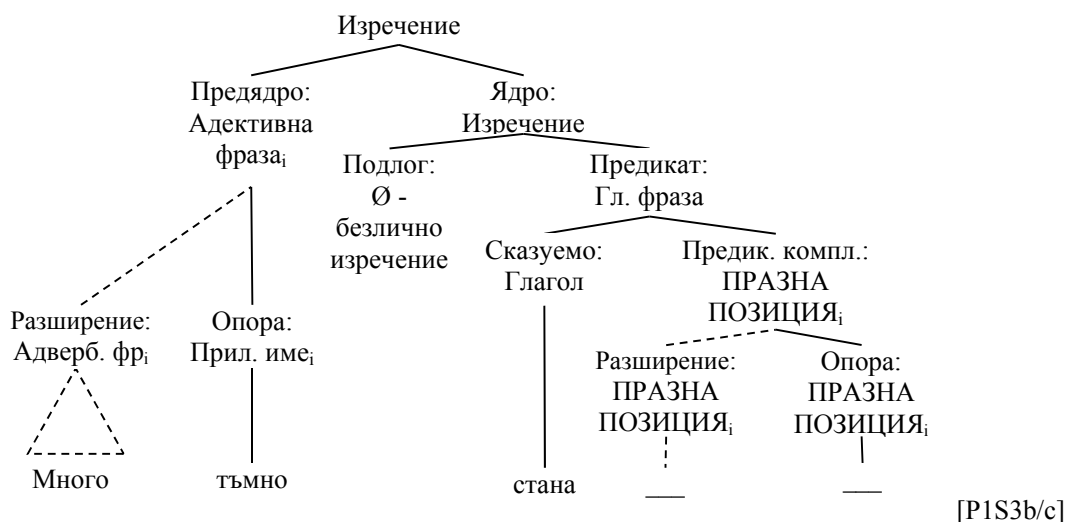 Изречение
Предядро:
Адективна
фразаi
Ядро:
Изречение
Подлог:
Ø -
безлично
изречение
Предикат:
Гл. фраза
Сказуемо:
Глагол
Предик. компл.:
ПРАЗНА
ПОЗИЦИЯi
Разширение:
Адверб. фрi
Опора:
Прил. имеi
Разширение:
ПРАЗНА
ПОЗИЦИЯi
Опора:
ПРАЗНА
ПОЗИЦИЯi
Много тъмно стана ___ ___
[P1S3b/c]